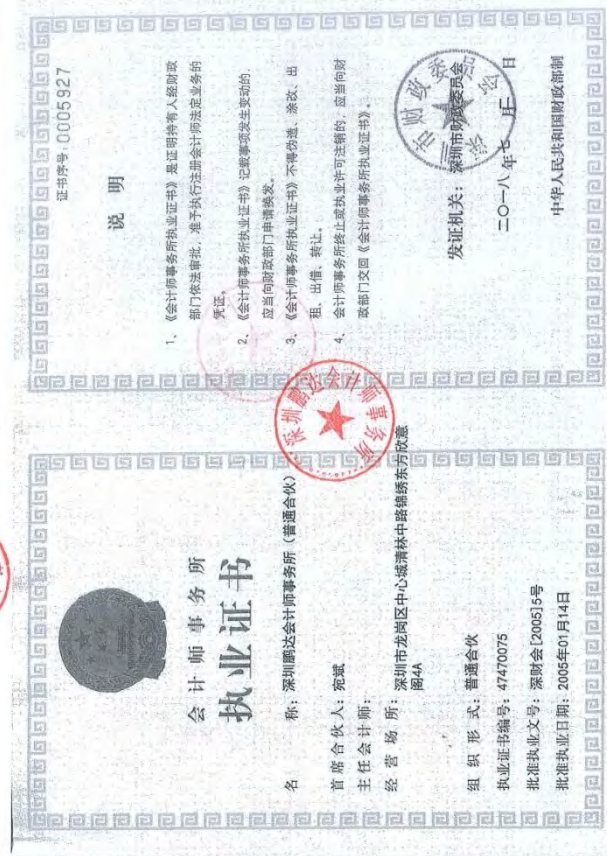 会计师事务所
执业证书
名 称：深圳鹏达会计师事务所（普通合伙）
首席合伙人：宛斌
主任会计师：
经营场所：深圳市龙岗区中心城清林中路锦绣东方欣意
阁4A
组织形式：普通合伙
执业证书编号：47470075
批准执业文号：深财会[2005]5号
批准执业日期：2005年01月14日
深圳鹏达会计师事务所
证书序号：0005927
说 明
1、《会计师事务所执业证书》是证明持有人经财政
部门依法审批，准予执行注册会计师法定业务的
凭证。
2、《会计师事务所执业证书》记载事项发生变动的，
应当向财政部门申请换发。
3、《会计师事务所执业证书》不得伪造、涂改、出
租、出借、转让。
4、会计师事务所终止或执业许可注销的，应当向财
政部门交回《会计师事务所执业证书》。
发证机关：深圳市财政委员会
二〇一八年七月 日
中华人民共和国财政部制